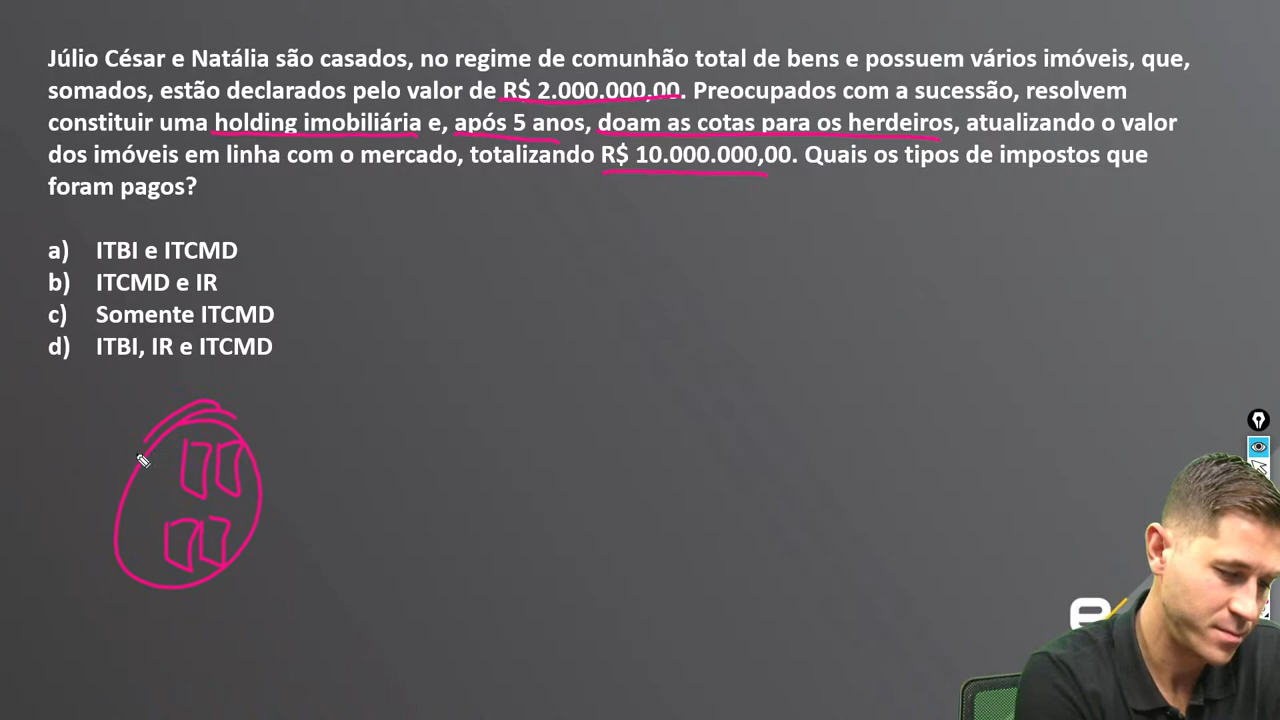 Júlio César e Natália são casados, no regime de comunhão total de bens e possuem vários imóveis, que,
somados, estão declarados pelo valor de R$ 2.000.000,00. Preocupados com a sucessão, resolvem
constituir uma holding imobiliária e, após 5 anos, doam as cotas para os herdeiros, atualizando o valor
dos imóveis em linha com o mercado, totalizando R$ 10.000.000,00. Quais os tipos de impostos que
foram pagos?
a) ITBI e ITCMD
b) ITCMD e IR
c) Somente ITCMD
d) ITBI, IR e ITCMD
e